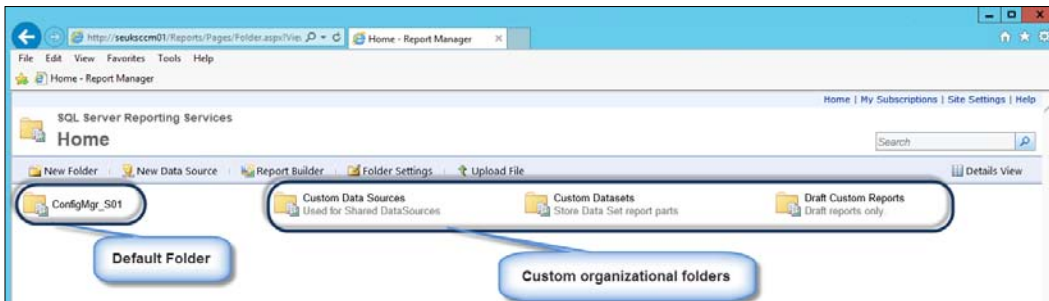 http://seuksccm01/Reports/Pages/Folder.aspx?Vie
Home - Report Manager
File Edit View Favorites Tools Help
Home - Report Manager
Home | My Subscriptions | Site Settings | Help
SQL Server Reporting Services
Home
Search
New Folder New Data Source Report Builder Folder Settings Upload File Details View
ConfigMgr_S01
Custom Data Sources
Used for Shared DataSources
Custom Datasets
Store Data Set report parts
Draft Custom Reports
Draft reports only
Default Folder
Custom organizational folders